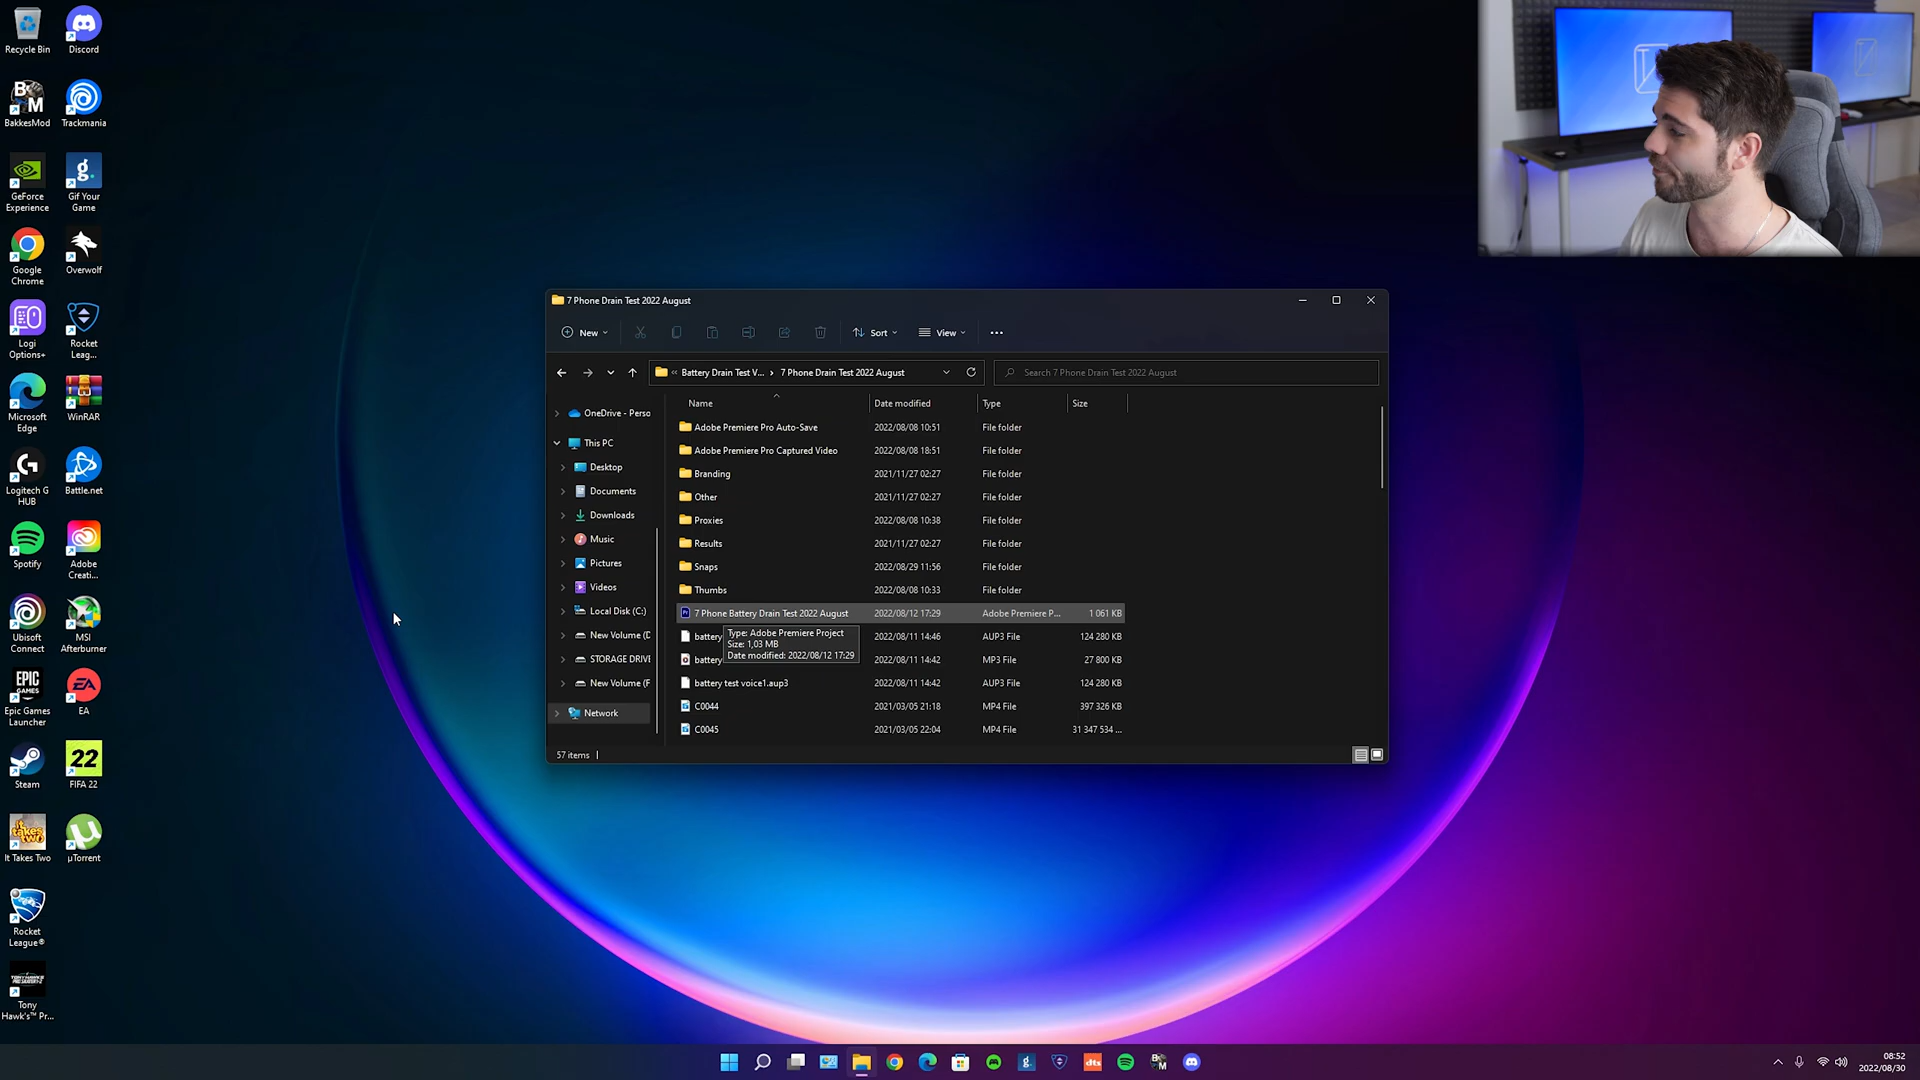 Recycle Bin
Discord
BakkesMod
Trackmania
GeForce
Experience
Gif Your
Game
Google
Chrome
Overwolf
Logi
Options+
Rocket
Leag...
Microsoft
Edge
WinRAR
Logitech G
HUB
Battle.net
Spotify
Adobe
Creati...
Ubisoft
Connect
MSI
Afterburner
Epic Games
Launcher
EA
Steam
FIFA 22
It Takes Two
µTorrent
Rocket
League®
Tony
Hawk's™ Pr...
7 Phone Drain Test 2022 August
New
Sort
View
Battery Drain Test V... > 7 Phone Drain Test 2022 August
Search 7 Phone Drain Test 2022 August
OneDrive - Perso
This PC
Desktop
Documents
Downloads
Music
Pictures
Videos
Local Disk (C:)
New Volume (D
STORAGE DRIVE
New Volume (F
Network
Name Date modified Type Size
Adobe Premiere Pro Auto-Save 2022/08/08 10:51 File folder
Adobe Premiere Pro Captured Video 2022/08/08 18:51 File folder
Branding 2021/11/27 02:27 File folder
Other 2021/11/27 02:27 File folder
Proxies 2022/08/08 10:38 File folder
Results 2021/11/27 02:27 File folder
Snaps 2022/08/29 11:56 File folder
Thumbs 2022/08/08 10:33 File folder
7 Phone Battery Drain Test 2022 August 2022/08/12 17:29 Adobe Premiere P... 1 061 KB
battery 2022/08/11 14:46 AUP3 File 124 280 KB
battery 2022/08/11 14:42 MP3 File 27 800 KB
battery test voice1.aup3 2022/08/11 14:42 AUP3 File 124 280 KB
C0044 2021/03/05 21:18 MP4 File 397 326 KB
C0045 2021/03/05 22:04 MP4 File 31 347 534 ...
Type: Adobe Premiere Project
Size: 1,03 MB
Date modified: 2022/08/12 17:29
57 items
08:52
2022/08/30